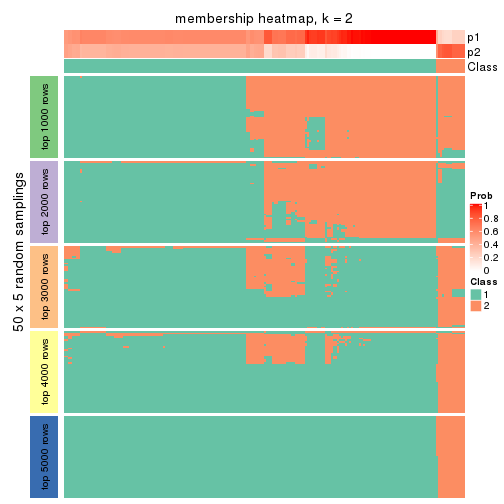 membership heatmap, k = 2
p1
p2
Class
50 x 5 random samplings
top 1000 rows
top 2000 rows
top 3000 rows
top 4000 rows
top 5000 rows
Prob
1
0.8
0.6
0.4
0.2
0
Class
1
2